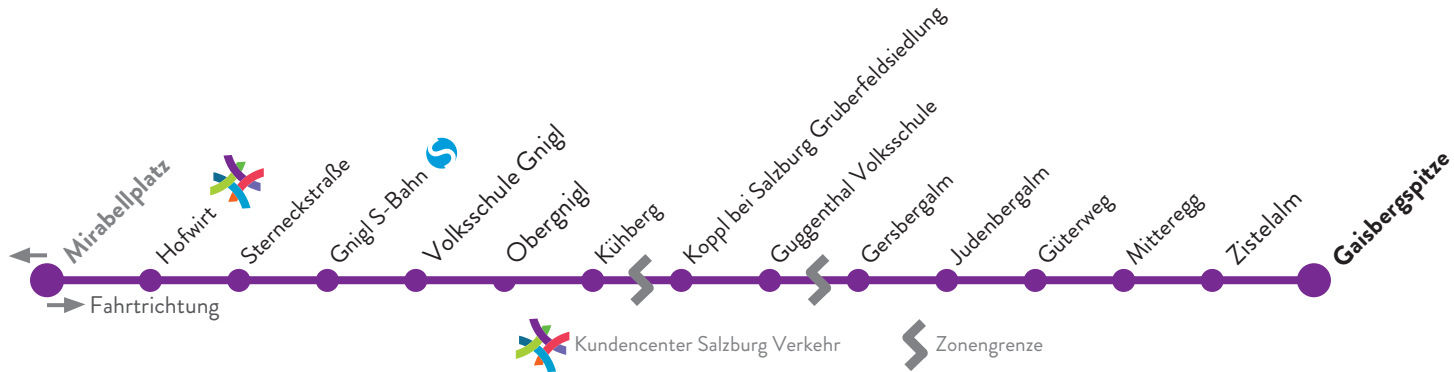 Mirabellplatz
Hofwirt
Sterneckstraße
Gnigl S-Bahn
Volksschule Gnigl
Obergnigl
Kühberg
Koppl bei Salzburg Gruberfeldsiedlung
Guggenthal Volksschule
Gersbergalm
Judenbergalm
Güterweg
Mitteregg
Zistelalm
Gaisbergspitze
Fahrtrichtung
Kundencenter Salzburg Verkehr
Zonengrenze